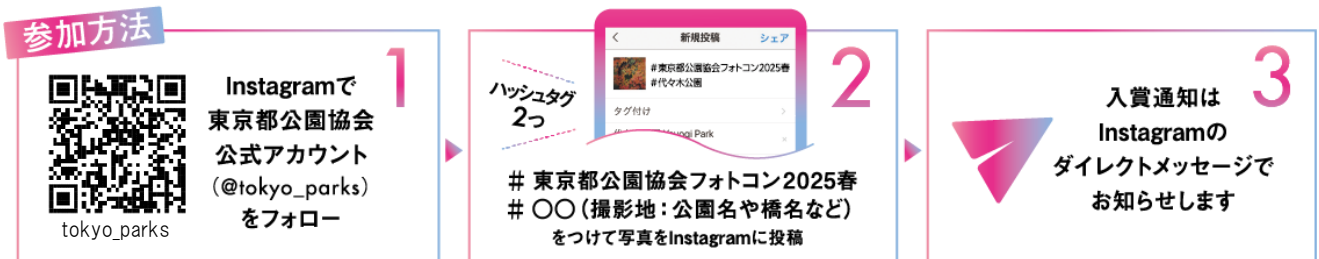 参加方法
1
Instagramで
東京都公園協会
公式アカウント
（@tokyo_parks）
をフォロー
tokyo_parks
2
ハッシュタグ
2つ
新規投稿
シェア
#東京都公園協会フォトコン2025春
#代々木公園
タグ付け
# 東京都公園協会フォトコン2025春
# 〇〇（撮影地：公園名や橋名など）
をつけて写真をInstagramに投稿
3
入賞通知は
Instagramの
ダイレクトメッセージで
お知らせします